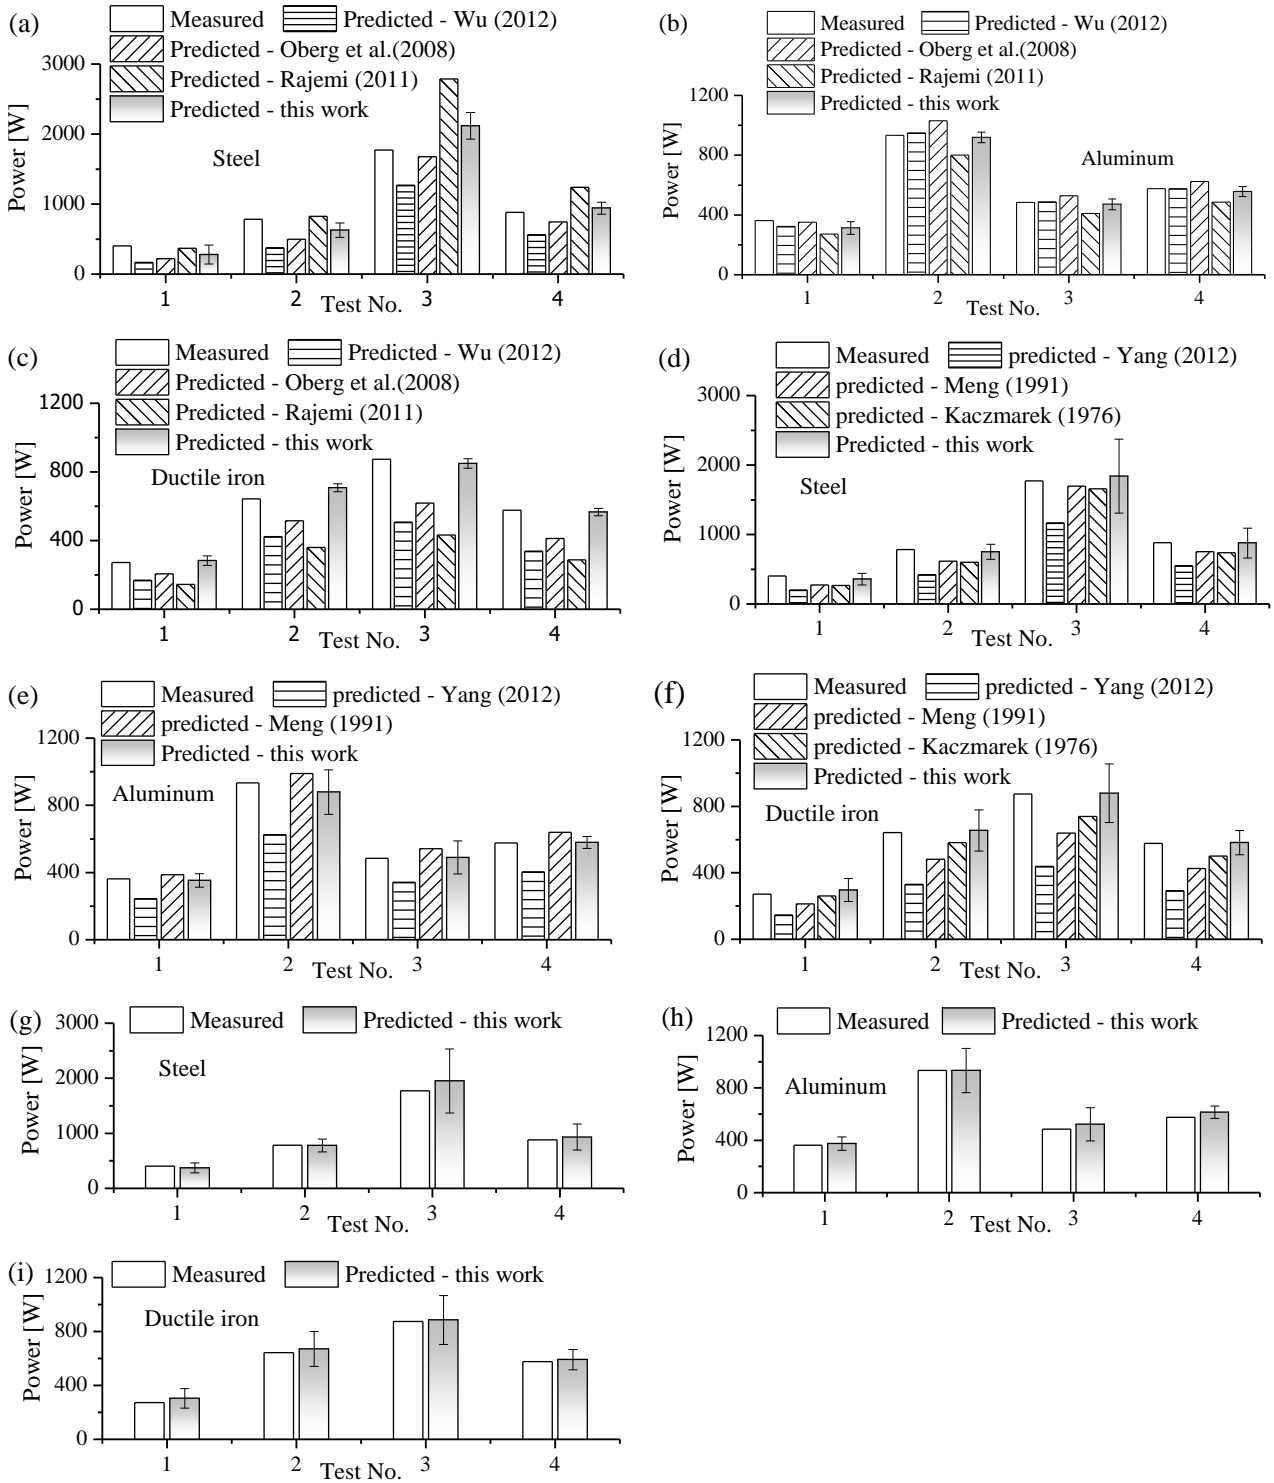 (a)
Measured Predicted - Wu (2012)
Predicted - Oberg et al.(2008)
Predicted - Rajemi (2011)
Predicted - this work
Steel
Power [W]
3000
2000
1000
0
1 2 3 4
Test No.
(b)
Measured Predicted - Wu (2012)
Predicted - Oberg et al.(2008)
Predicted - Rajemi (2011)
Predicted - this work
Aluminum
Power [W]
1200
800
400
0
1 2 3 4
Test No.
(c)
Measured Predicted - Wu (2012)
Predicted - Oberg et al.(2008)
Predicted - Rajemi (2011)
Predicted - this work
Ductile iron
Power [W]
1200
800
400
0
1 2 3 4
Test No.
(d)
Measured predicted - Yang (2012)
predicted - Meng (1991)
predicted - Kaczmarek (1976)
Predicted - this work
Steel
Power [W]
3000
2000
1000
0
1 2 3 4
Test No.
(e)
Measured predicted - Yang (2012)
predicted - Meng (1991)
Predicted - this work
Aluminum
Power [W]
1200
800
400
0
1 2 3 4
Test No.
(f)
Measured predicted - Yang (2012)
predicted - Meng (1991)
predicted - Kaczmarek (1976)
Predicted - this work
Ductile iron
Power [W]
1200
800
400
0
1 2 3 4
Test No.
(g)
Measured Predicted - this work
Steel
Power [W]
3000
2000
1000
0
1 2 3 4
Test No.
(h)
Measured Predicted - this work
Aluminum
Power [W]
1200
800
400
0
1 2 3 4
Test No.
(i)
Measured Predicted - this work
Ductile iron
Power [W]
1200
800
400
0
1 2 3 4
Test No.